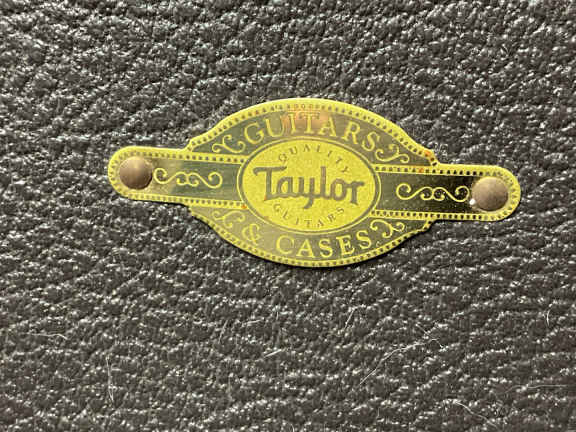 GUITARS
QUALITY
Taylor
GUITARS
& CASES